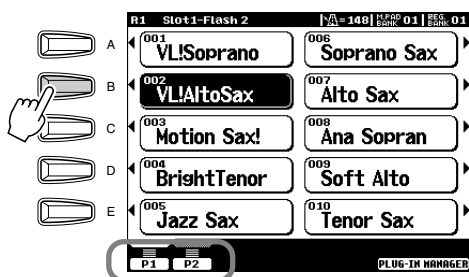 R1 Slot1-Flash 2 =148 M.PAD BANK 01 REG. BANK 01
A 001 VL!Soprano 006 Soprano Sax
B 002 VL!AltoSax 007 Alto Sax
C 003 Motion Sax! 008 Ana Sopran
D 004 BrightTenor 009 Soft Alto
E 005 Jazz Sax 010 Tenor Sax
P1 P2 PLUG-IN MANAGER